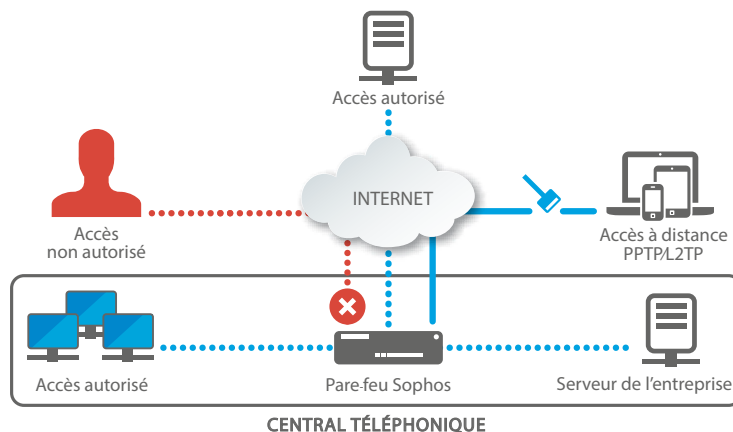 Accès autorisé
INTERNET
Accès
non autorisé
Accès à distance
PPTP/L2TP
Accès autorisé
Pare-feu Sophos
Serveur de l'entreprise
CENTRAL TÉLÉPHONIQUE